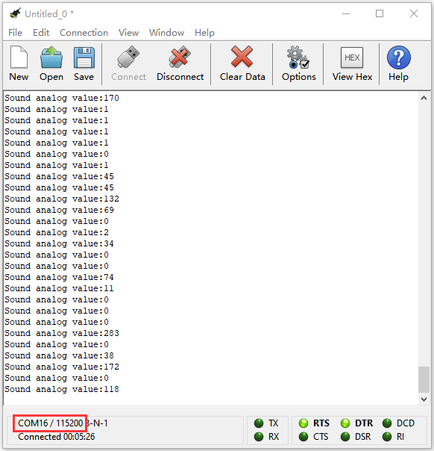 Untitled_0 *
File Edit Connection View Window Help
New Open Save Connect Disconnect Clear Data Options HEX View Hex Help
Sound analog value:170
Sound analog value:1
Sound analog value:1
Sound analog value:1
Sound analog value:1
Sound analog value:0
Sound analog value:1
Sound analog value:45
Sound analog value:45
Sound analog value:132
Sound analog value:69
Sound analog value:0
Sound analog value:2
Sound analog value:34
Sound analog value:0
Sound analog value:0
Sound analog value:74
Sound analog value:11
Sound analog value:0
Sound analog value:0
Sound analog value:0
Sound analog value:283
Sound analog value:0
Sound analog value:38
Sound analog value:172
Sound analog value:0
Sound analog value:118
COM16 / 115200 8-N-1 TX RTS DTR DCD
Connected 00:05:26 RX CTS DSR RI